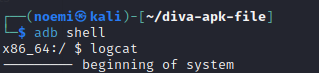 ┌──(noemi㉿kali)-[~/diva-apk-file]
└─$ adb shell
x86_64:/ $ logcat
--------- beginning of system